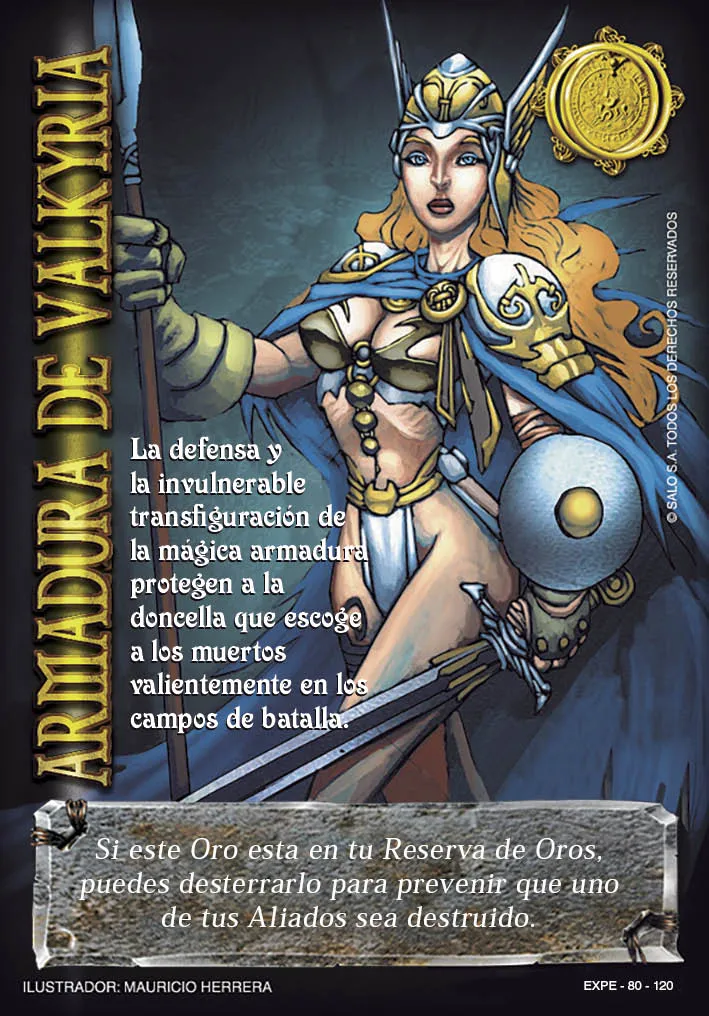 ARMADURA DE VALKYRIA
La defensa y
la invulnerable
transfiguración de
la mágica armadura
protegen a la
doncella que escoge
a los muertos
valientemente en los
campos de batalla.
© SALO S.A. TODOS LOS DERECHOS RESERVADOS
Si este Oro esta en tu Reserva de Oros,
puedes desterrarlo para prevenir que uno
de tus Aliados sea destruido.
ILUSTRADOR: MAURICIO HERRERA
EXPE - 80 - 120